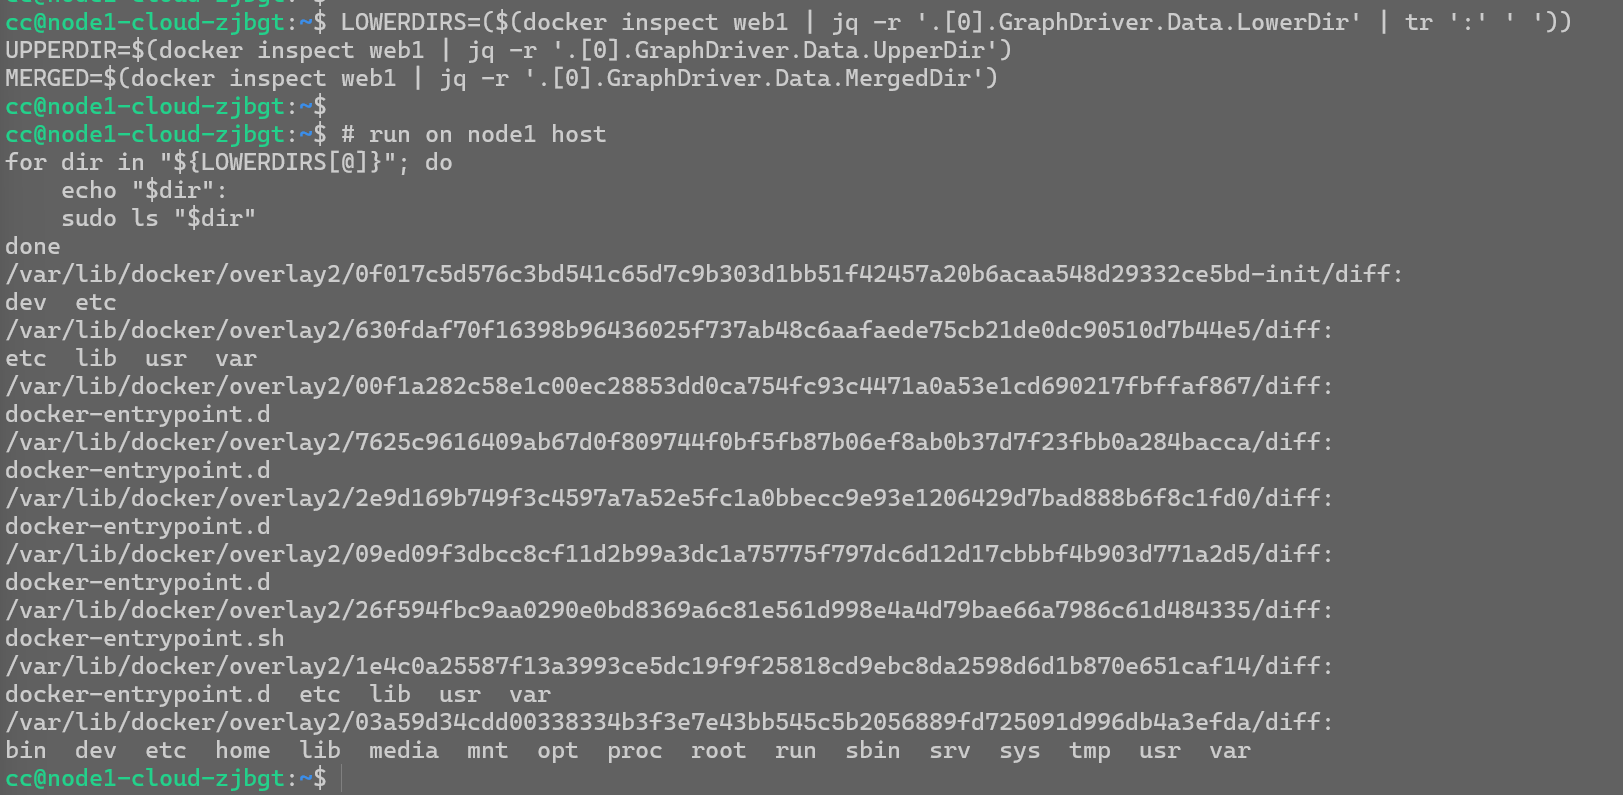 cc@node1-cloud-zjbgt:~$ LOWERDIRS=($(docker inspect web1 | jq -r '.[0].GraphDriver.Data.LowerDir' | tr ':' ' '))
UPPERDIR=$(docker inspect web1 | jq -r '.[0].GraphDriver.Data.UpperDir')
MERGED=$(docker inspect web1 | jq -r '.[0].GraphDriver.Data.MergedDir')
cc@node1-cloud-zjbgt:~$
cc@node1-cloud-zjbgt:~$ # run on node1 host
for dir in "${LOWERDIRS[@]}"; do
    echo "$dir":
    sudo ls "$dir"
done
/var/lib/docker/overlay2/0f017c5d576c3bd541c65d7c9b303d1bb51f42457a20b6acaa548d29332ce5bd-init/diff:
dev  etc
/var/lib/docker/overlay2/630fdaf70f16398b96436025f737ab48c6aafaede75cb21de0dc90510d7b44e5/diff:
etc  lib  usr  var
/var/lib/docker/overlay2/00f1a282c58e1c00ec28853dd0ca754fc93c4471a0a53e1cd690217fbffaf867/diff:
docker-entrypoint.d
/var/lib/docker/overlay2/7625c9616409ab67d0f809744f0bf5fb87b06ef8ab0b37d7f23fbb0a284bacca/diff:
docker-entrypoint.d
/var/lib/docker/overlay2/2e9d169b749f3c4597a7a52e5fc1a0bbecc9e93e1206429d7bad888b6f8c1fd0/diff:
docker-entrypoint.d
/var/lib/docker/overlay2/09ed09f3dbcc8cf11d2b99a3dc1a75775f797dc6d12d17cbbbf4b903d771a2d5/diff:
docker-entrypoint.d
/var/lib/docker/overlay2/26f594fbc9aa0290e0bd8369a6c81e561d998e4a4d79bae66a7986c61d484335/diff:
docker-entrypoint.sh
/var/lib/docker/overlay2/1e4c0a25587f13a3993ce5dc19f9f25818cd9ebc8da2598d6d1b870e651caf14/diff:
docker-entrypoint.d  etc  lib  usr  var
/var/lib/docker/overlay2/03a59d34cdd00338334b3f3e7e43bb545c5b2056889fd725091d996db4a3efda/diff:
bin  dev  etc  home  lib  media  mnt  opt  proc  root  run  sbin  srv  sys  tmp  usr  var
cc@node1-cloud-zjbgt:~$